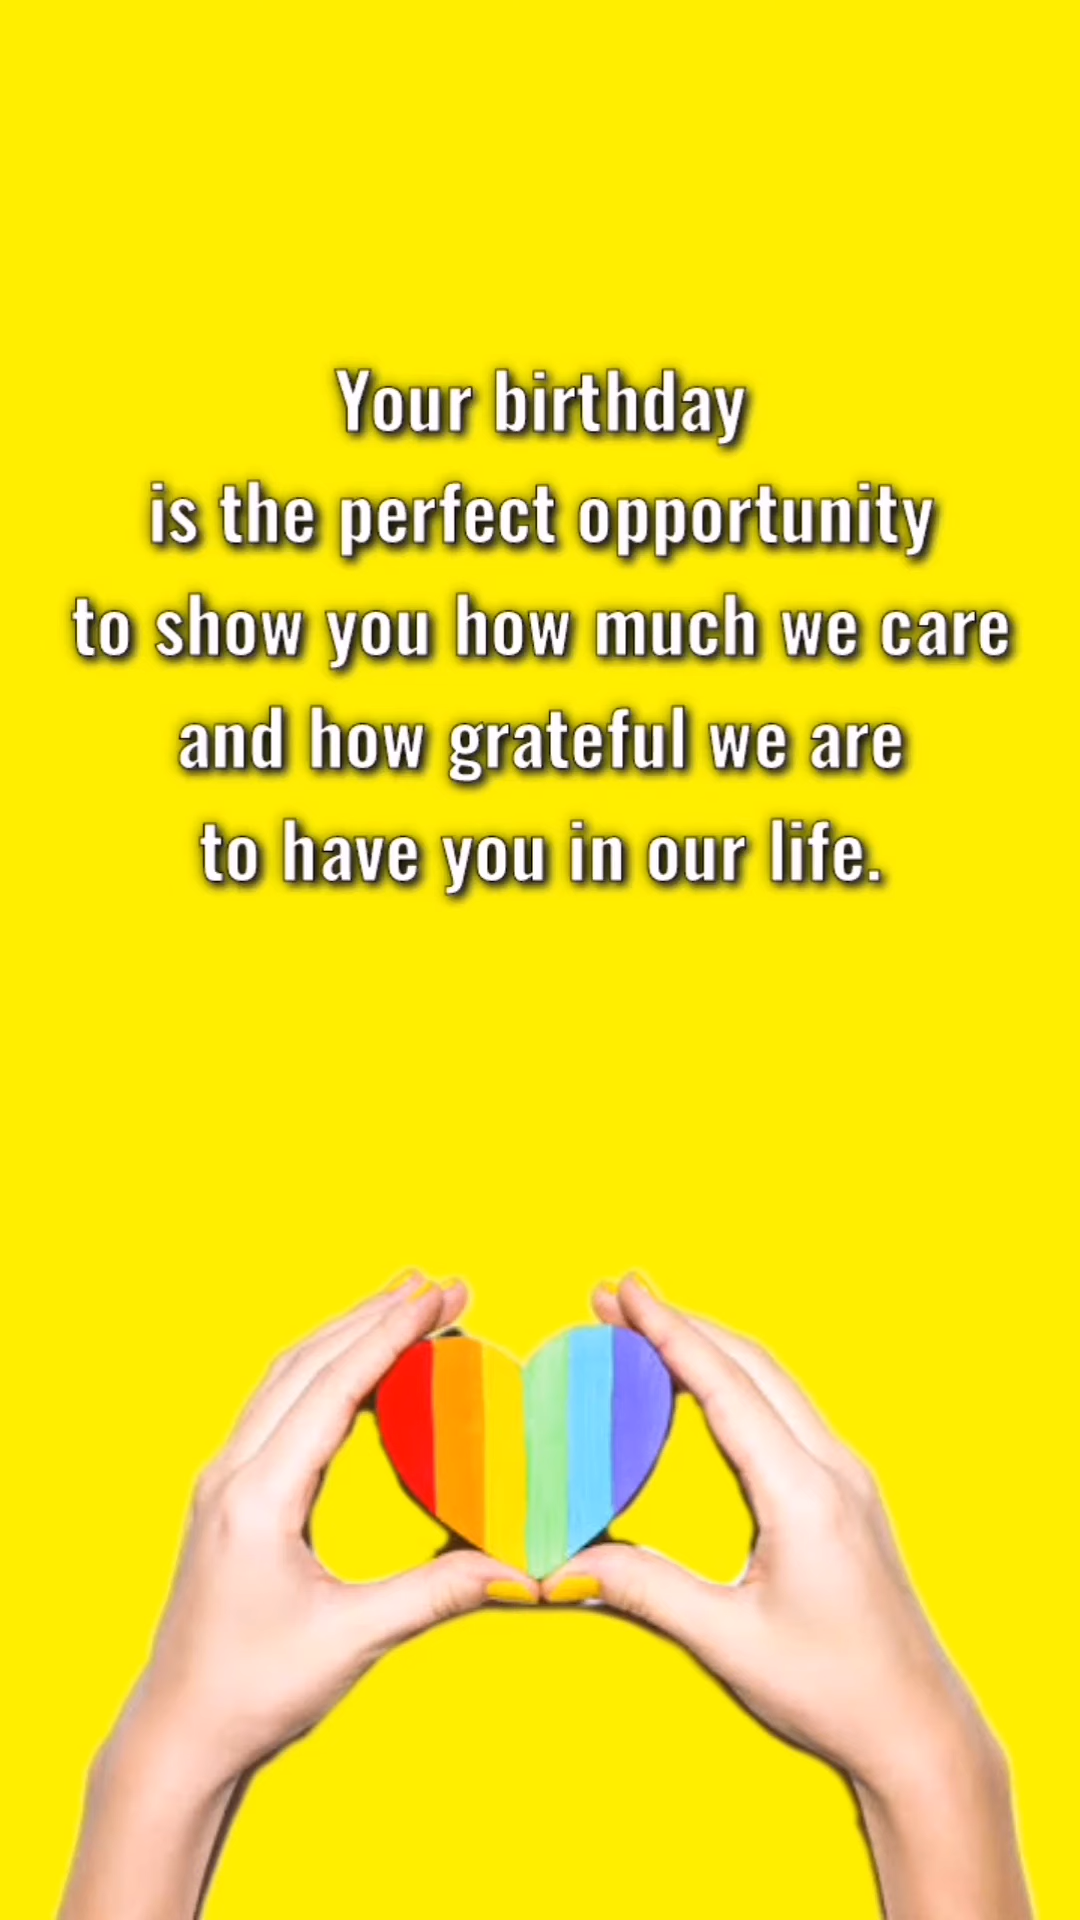 Your birthday
is the perfect opportunity
to show you how much we care
and how grateful we are
to have you in our life.